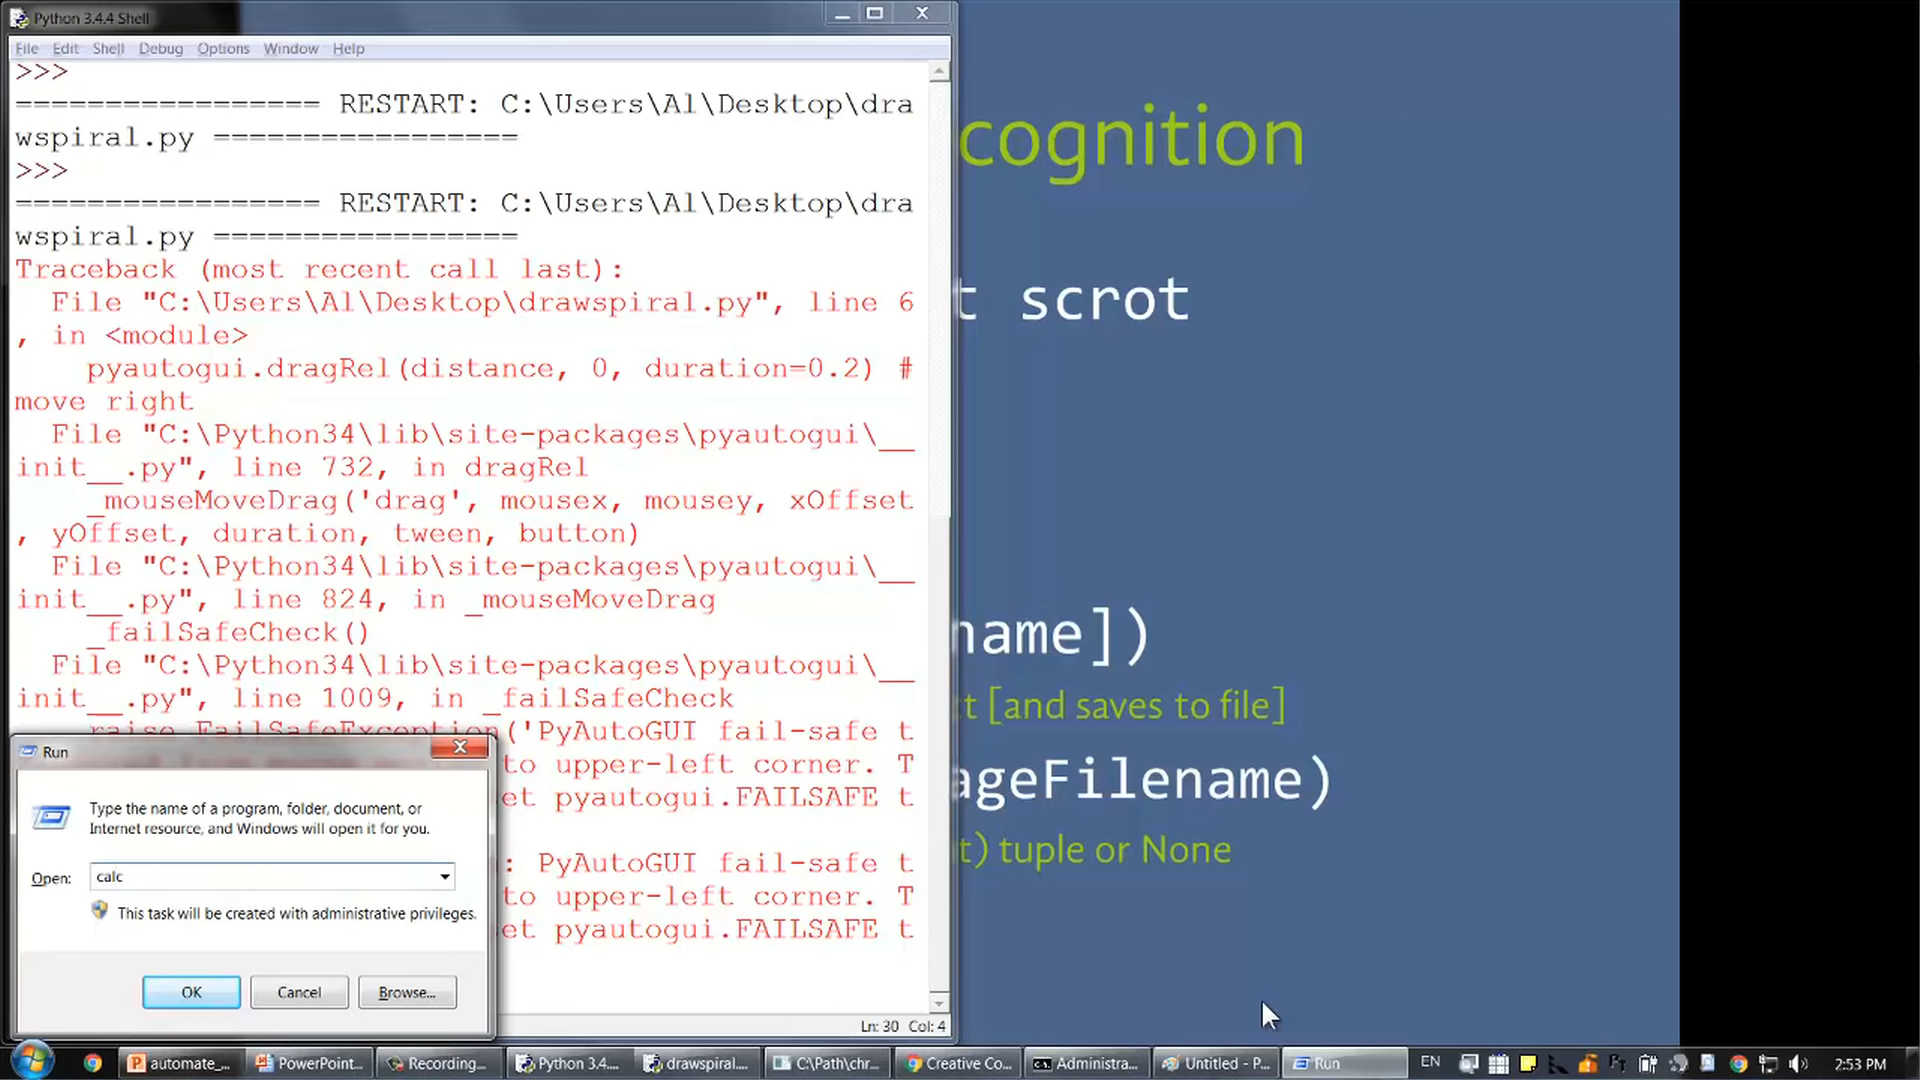 Python 3.4.4 Shell
File Edit Shell Debug Options Window Help
>>>
================= RESTART: C:\Users\Al\Desktop\dra
wspiral.py =================
>>>
================= RESTART: C:\Users\Al\Desktop\dra
wspiral.py =================
Traceback (most recent call last):
  File "C:\Users\Al\Desktop\drawspiral.py", line 6
, in <module>
    pyautogui.dragRel(distance, 0, duration=0.2) #
move right
  File "C:\Python34\lib\site-packages\pyautogui\__
init__.py", line 732, in dragRel
    _mouseMoveDrag('drag', mousex, mousey, xOffset
, yOffset, duration, tween, button)
  File "C:\Python34\lib\site-packages\pyautogui\__
init__.py", line 824, in _mouseMoveDrag
    _failSafeCheck()
  File "C:\Python34\lib\site-packages\pyautogui\__
init__.py", line 1009, in _failSafeCheck
    raise FailSafeException('PyAutoGUI fail-safe t
to upper-left corner. T
et pyautogui.FAILSAFE t
: PyAutoGUI fail-safe t
to upper-left corner. T
et pyautogui.FAILSAFE t
Ln: 30 Col: 4
cognition
t scrot
name])
ct [and saves to file]
ageFilename)
t) tuple or None
Run
Type the name of a program, folder, document, or
Internet resource, and Windows will open it for you.
Open: calc
This task will be created with administrative privileges.
OK Cancel Browse...
automate_... PowerPoint... Recording... Python 3.4.... drawspiral.... C:\Path\chr... Creative Co... Administra... Untitled - P... Run EN 2:53 PM